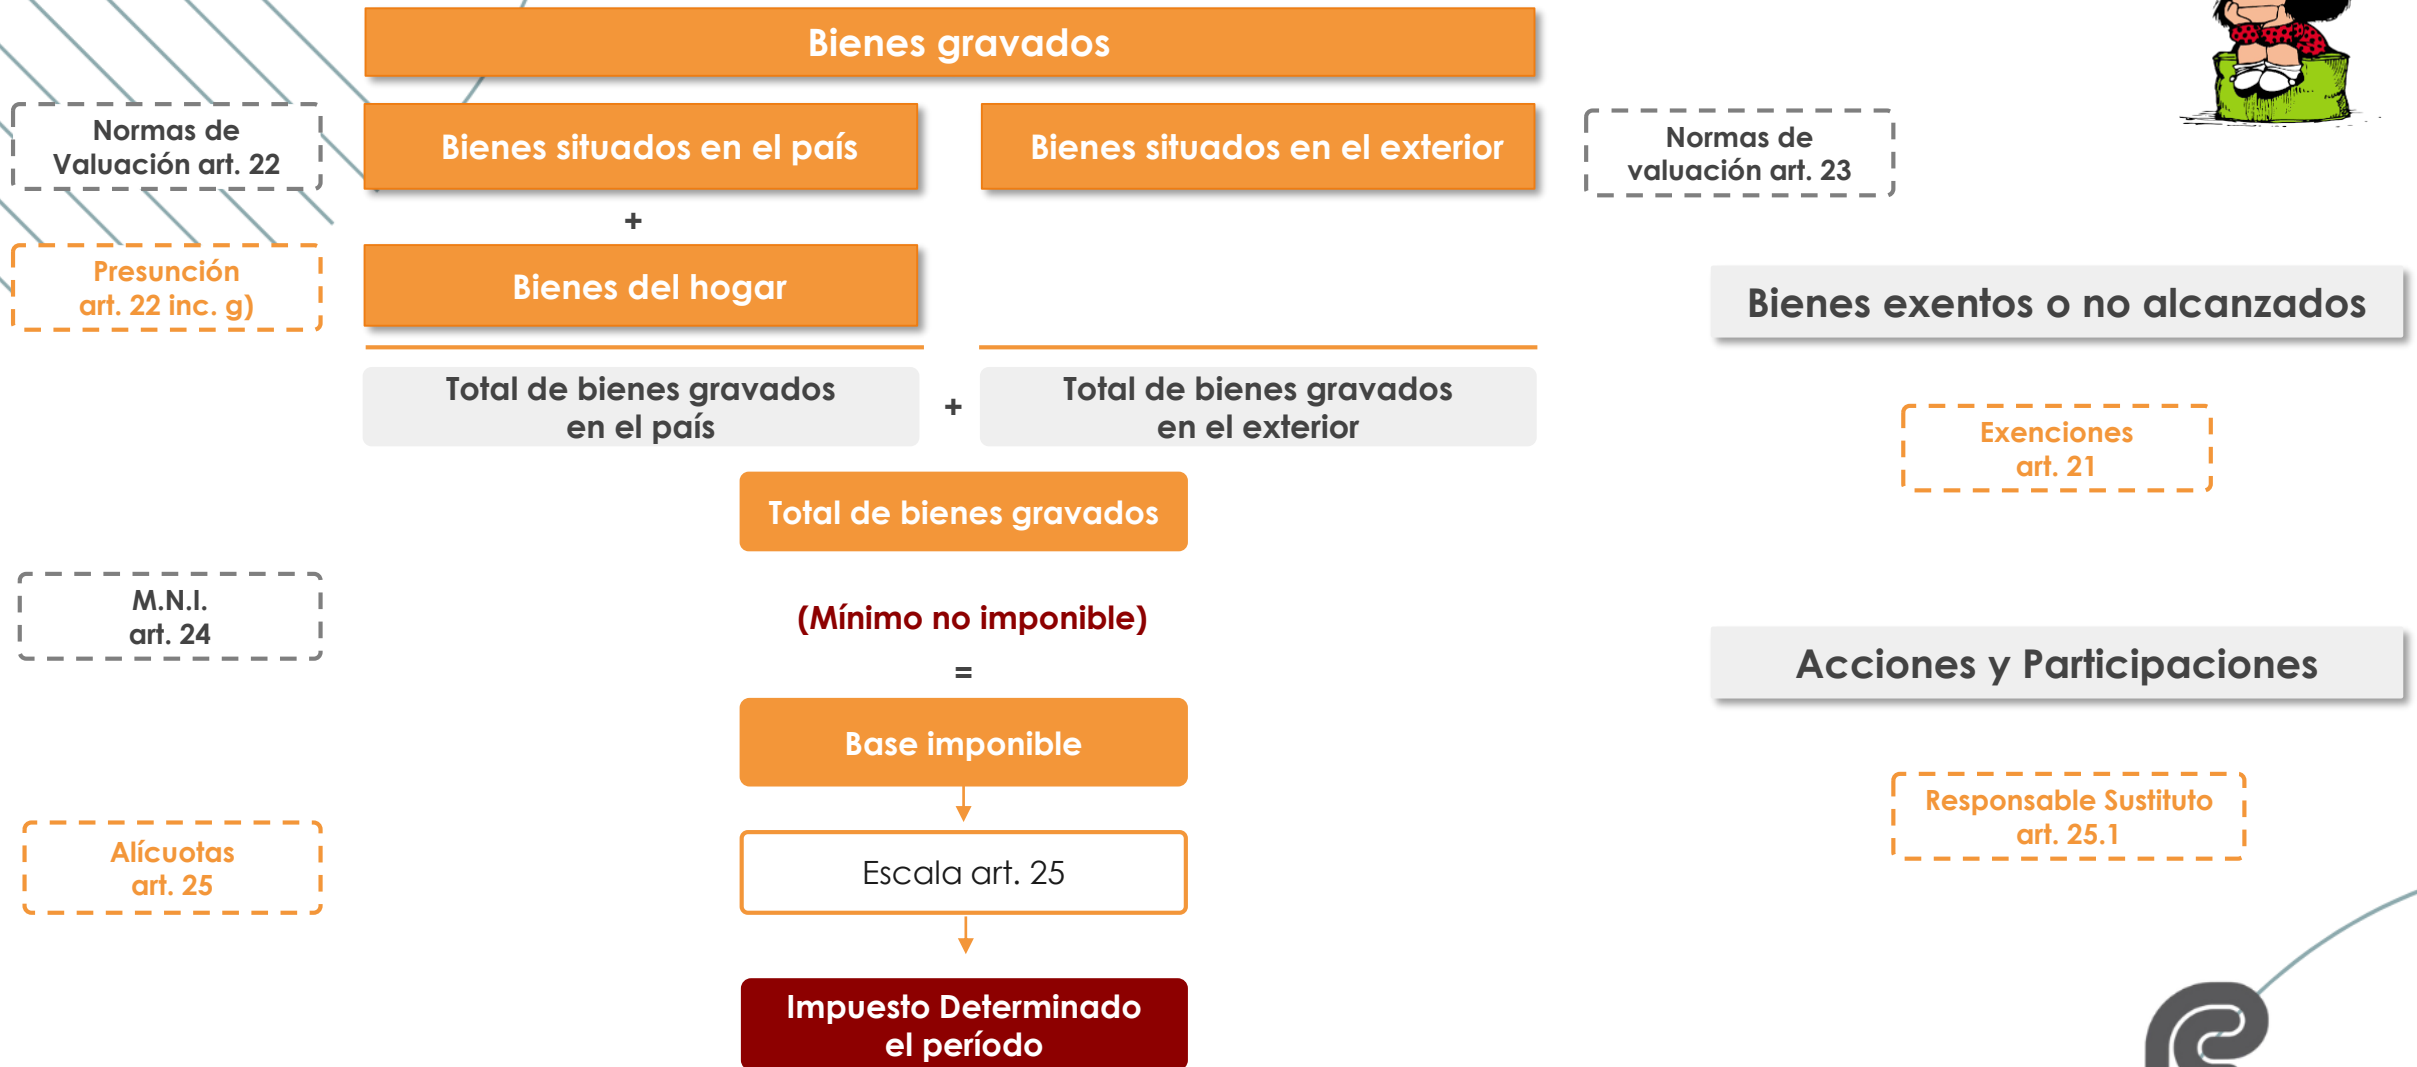 Bienes gravados
Normas de
Valuación art. 22
Bienes situados en el país
Bienes situados en el exterior
Normas de
valuación art. 23
+
Presunción
art. 22 inc. g)
Bienes del hogar
Bienes exentos o no alcanzados
Total de bienes gravados
en el país
+
Total de bienes gravados
en el exterior
Exenciones
art. 21
Total de bienes gravados
M.N.I.
art. 24
(Mínimo no imponible)
=
Acciones y Participaciones
Base imponible
Responsable Sustituto
art. 25.1
Alícuotas
art. 25
Escala art. 25
Impuesto Determinado
el período